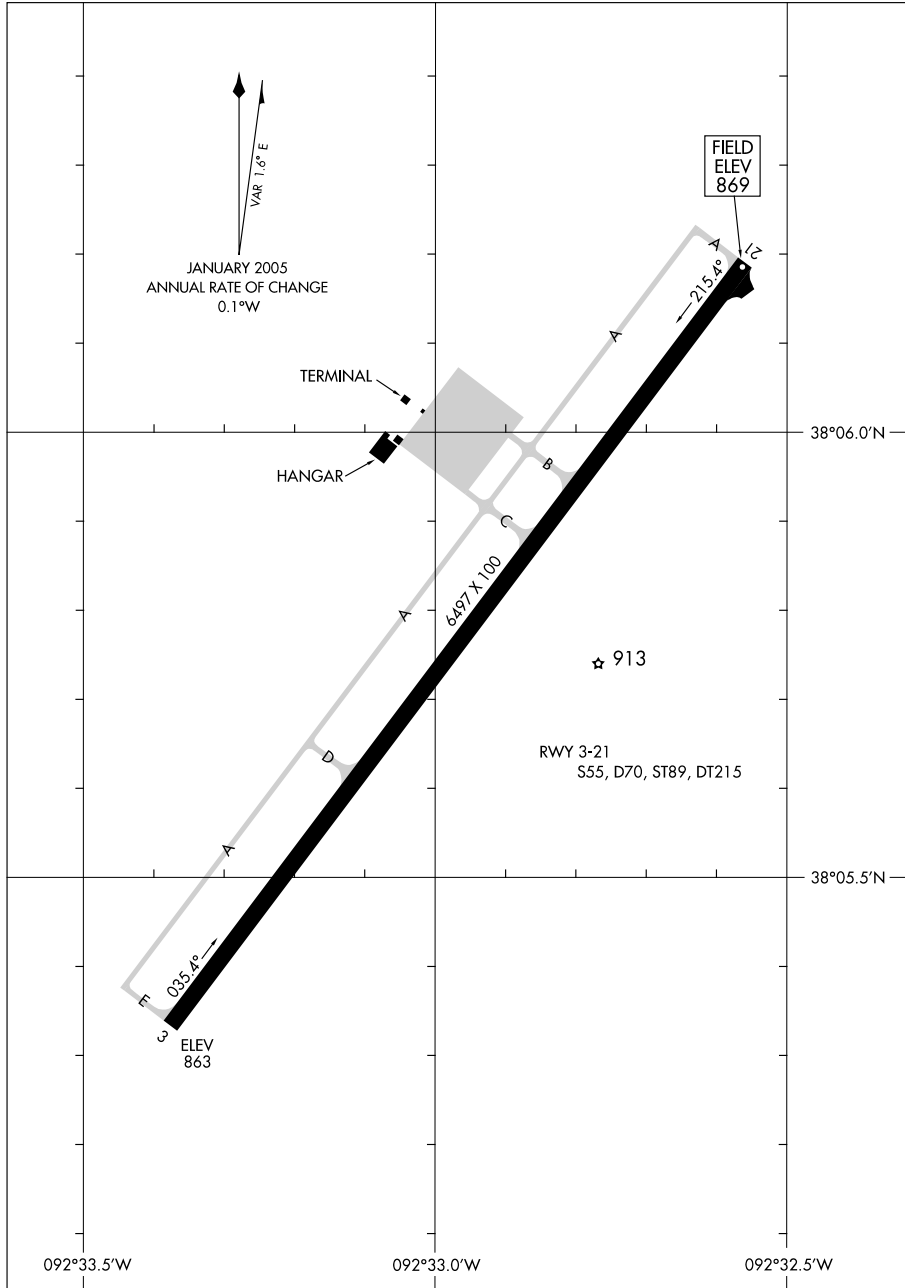 VAR 1.6° E
JANUARY 2005
ANNUAL RATE OF CHANGE
0.1°W
FIELD
ELEV
869
A
21
215.4°
A
TERMINAL
38°06.0'N
HANGAR
B
C
6497 X 100
A
913
RWY 3-21
S55, D70, ST89, DT215
D
A
38°05.5'N
035.4°
E
3
ELEV
863
092°33.5'W
092°33.0'W
092°32.5'W